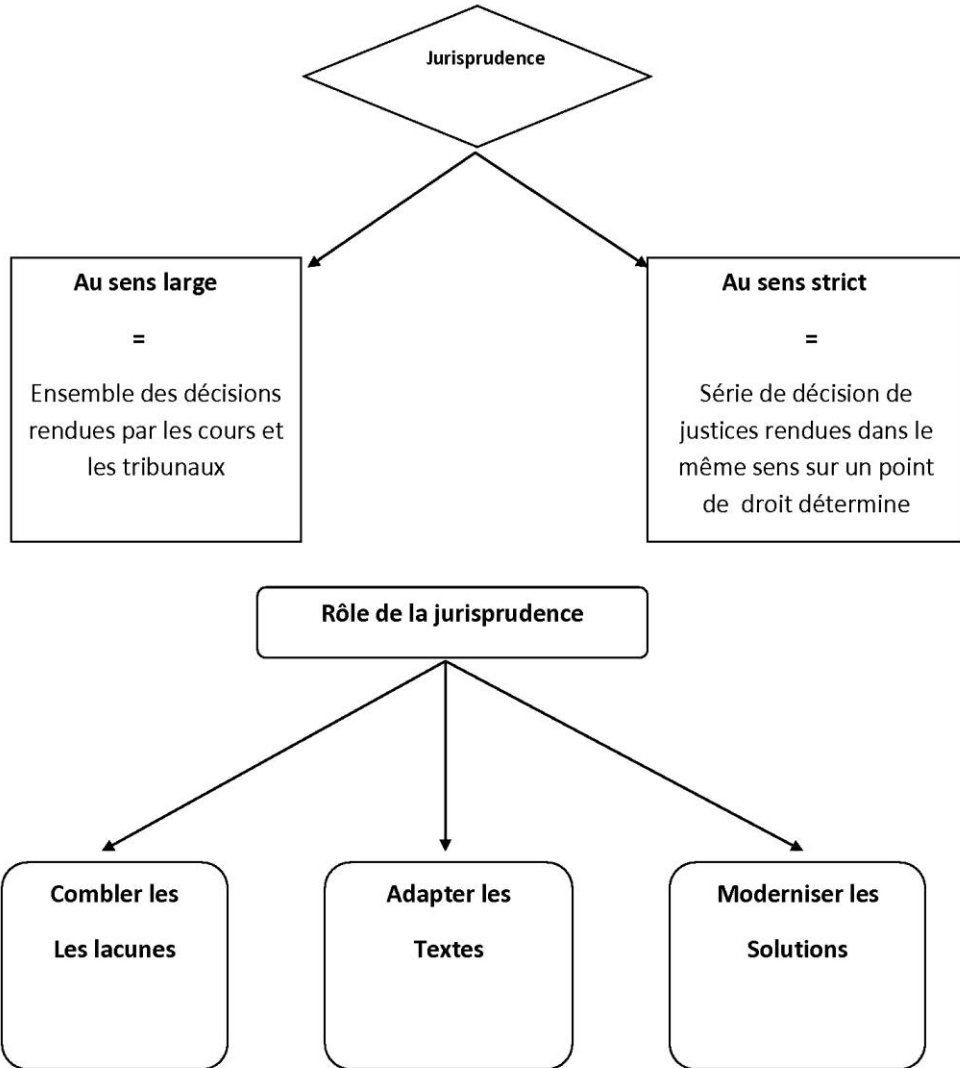 Jurisprudence
Au sens large
=
Ensemble des décisions
rendues par les cours et
les tribunaux
Au sens strict
=
Série de décision de
justices rendues dans le
même sens sur un point
de droit détermine
Rôle de la jurisprudence
Combler les
Les lacunes
Adapter les
Textes
Moderniser les
Solutions